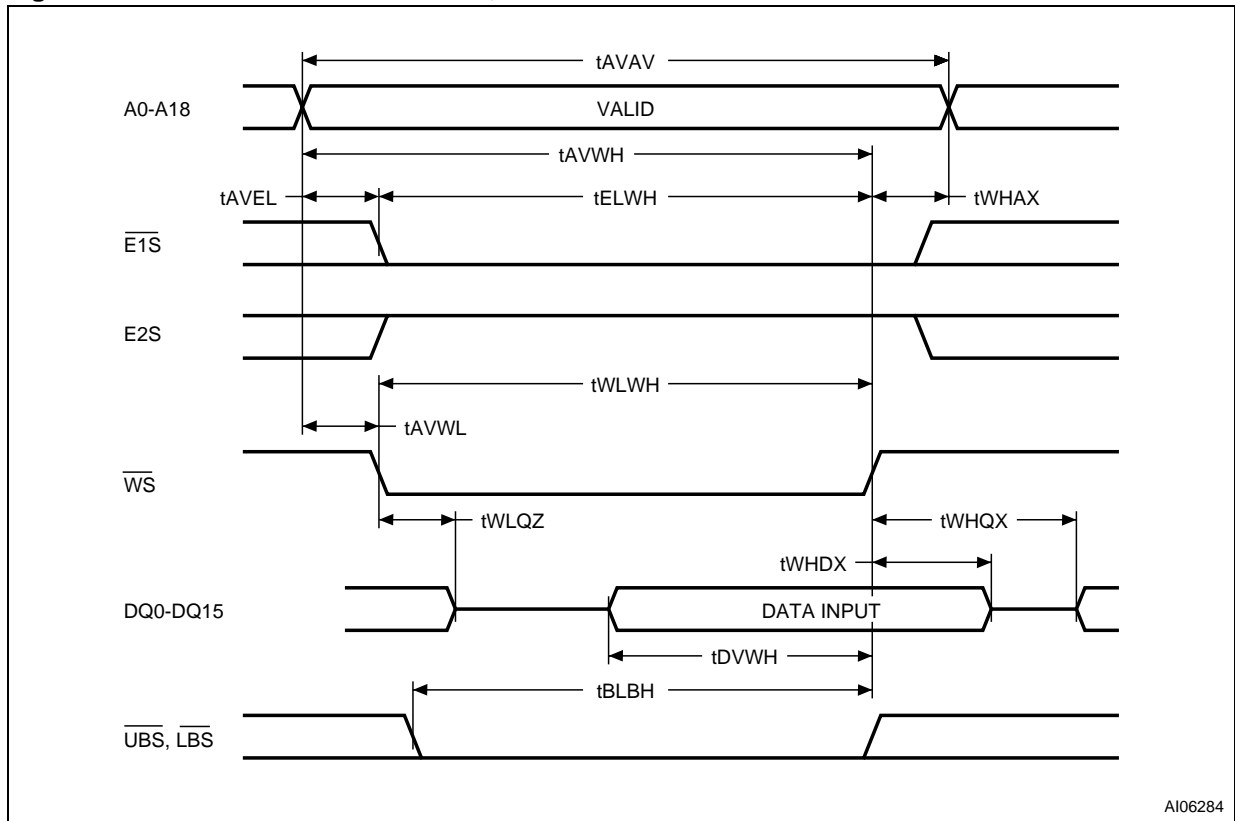 tAVAV
A0-A18
VALID
tAVWH
tAVEL
tELWH
tWHAX
E1S
E2S
tWLWH
tAVWL
WS
tWLQZ
tWHQX
tWHDX
DQ0-DQ15
DATA INPUT
tDVWH
tBLBH
UBS, LBS
AI06284